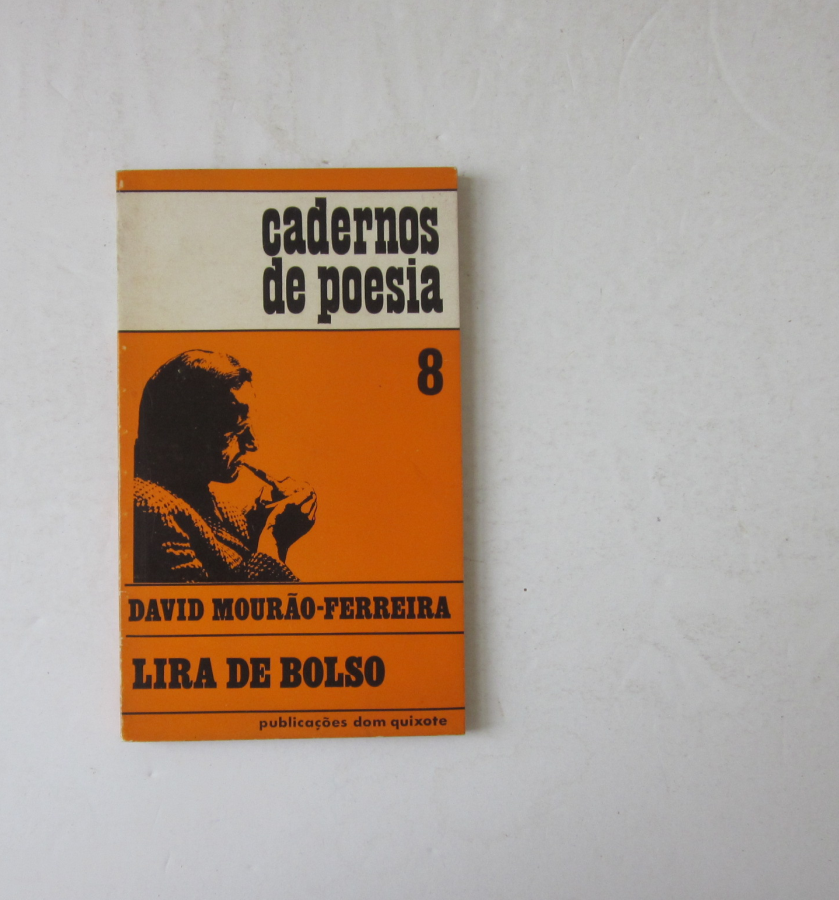 cadernos
de poesia
8
DAVID MOURÃO-FERREIRA
LIRA DE BOLSO
publicações dom quixote